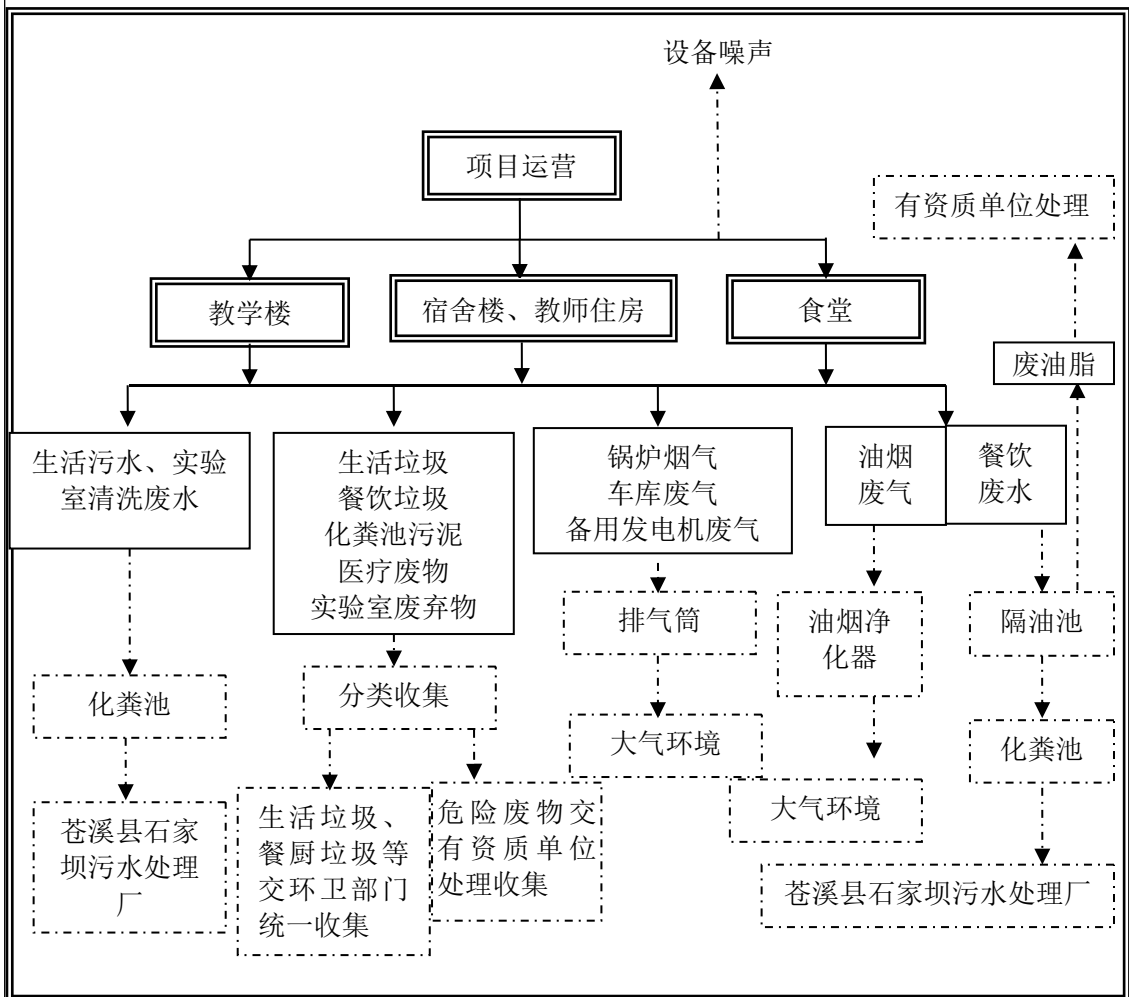 设备噪声
项目运营
有资质单位处理
教学楼
宿舍楼、教师住房
食堂
废油脂
生活污水、实验
室清洗废水
生活垃圾
餐饮垃圾
化粪池污泥
医疗废物
实验室废弃物
锅炉烟气
车库废气
备用发电机废气
油烟
废气
餐饮
废水
排气筒
油烟净
化器
隔油池
化粪池
分类收集
大气环境
化粪池
大气环境
苍溪县石家
坝污水处理
厂
生活垃圾、
餐厨垃圾等
交环卫部门
统一收集
危险废物交
有资质单位
处理收集
苍溪县石家坝污水处理厂